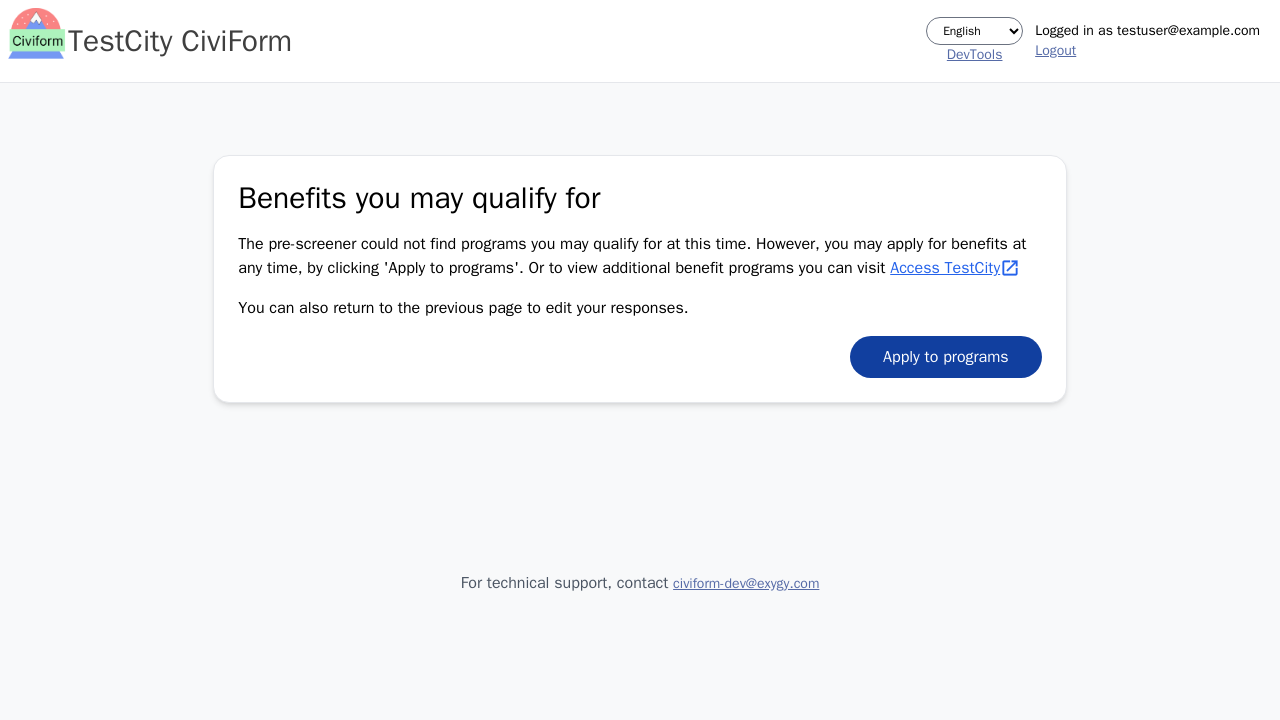 Civiform
TestCity CiviForm
English
DevTools
Logged in as testuser@example.com
Logout
Benefits you may qualify for
The pre-screener could not find programs you may qualify for at this time. However, you may apply for benefits at
any time, by clicking 'Apply to programs'. Or to view additional benefit programs you can visit Access TestCity
You can also return to the previous page to edit your responses.
Apply to programs
For technical support, contact civiform-dev@exygy.com